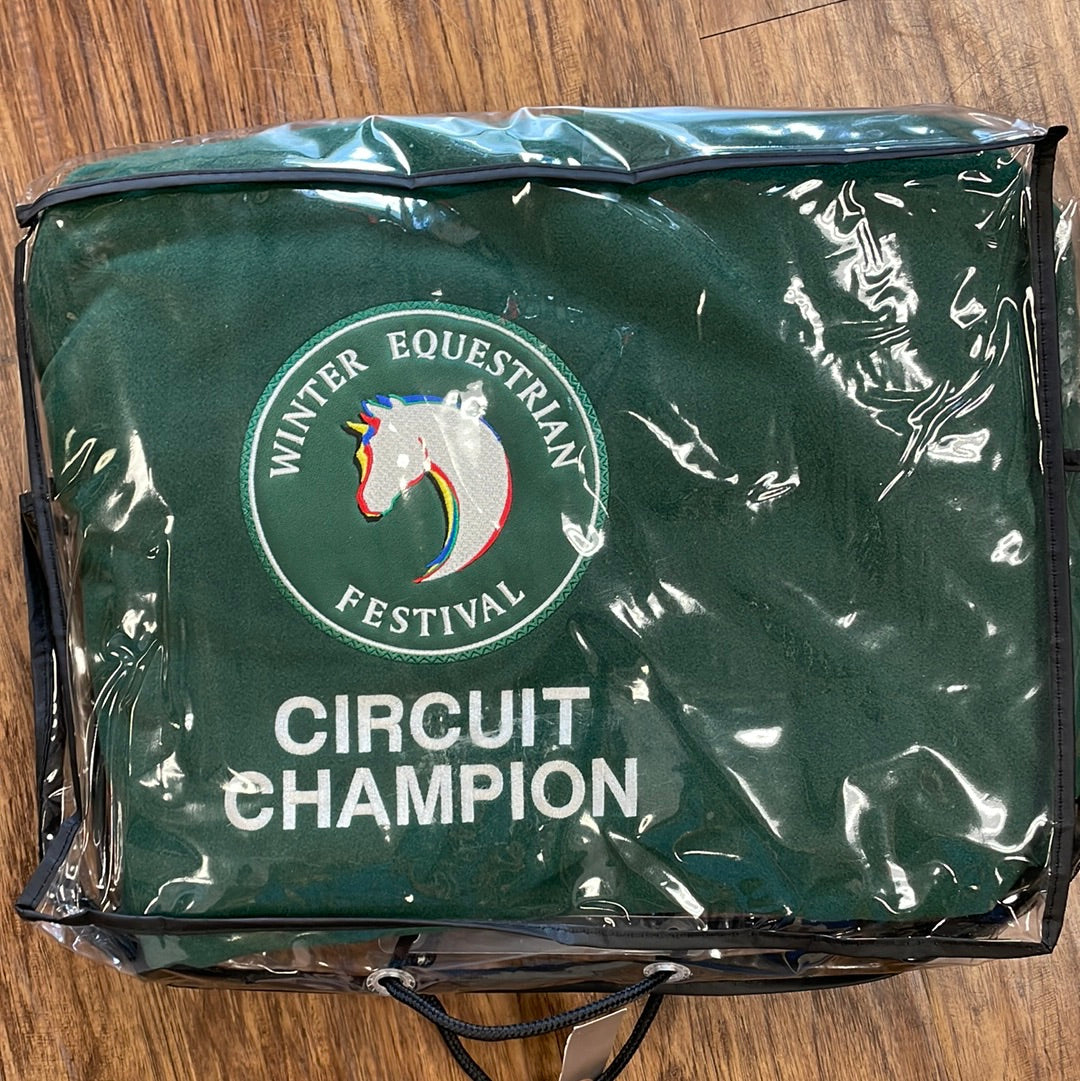 WINTER EQUESTRIAN
FESTIVAL
CIRCUIT
CHAMPION